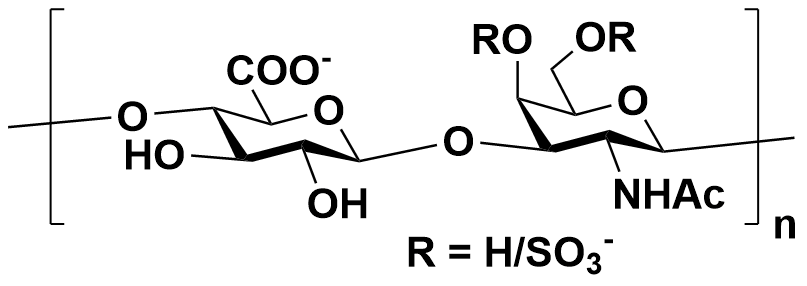 RO OR
COO⁻ O O
O
HO O
OH NHAc
n
R = H/SO₃⁻